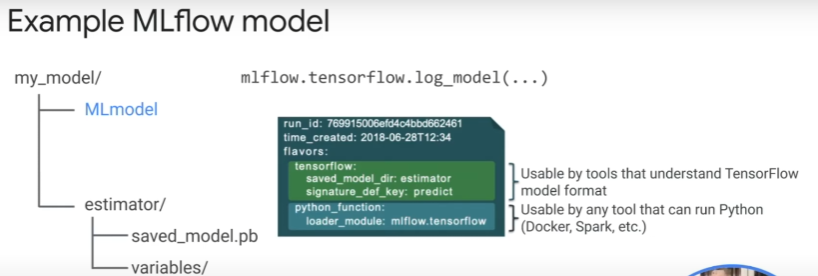 Example MLflow model
my_model/
mlflow.tensorflow.log_model(...)
MLmodel
run_id: 769915006efd4c4bbd662461
time_created: 2018-06-28T12:34
flavors:
tensorflow:
saved_model_dir: estimator
signature_def_key: predict
Usable by tools that understand TensorFlow
model format
python_function:
loader_module: mlflow.tensorflow
Usable by any tool that can run Python
(Docker, Spark, etc.)
estimator/
saved_model.pb
variables/